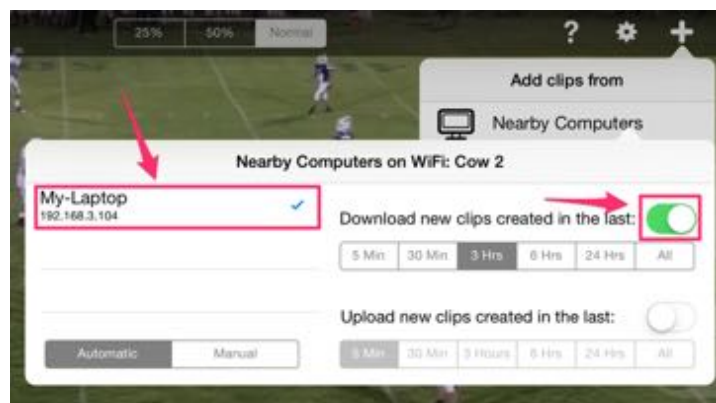 25% 50% Normal ? +
Add clips from
Nearby Computers
Nearby Computers on WiFi: Cow 2
My-Laptop
192.168.3.104
Download new clips created in the last:
5 Min 30 Min 3 Hrs 6 Hrs 24 Hrs All
Upload new clips created in the last:
Automatic Manual
5 Min 30 Min 3 Hours 6 Hrs 24 Hrs All